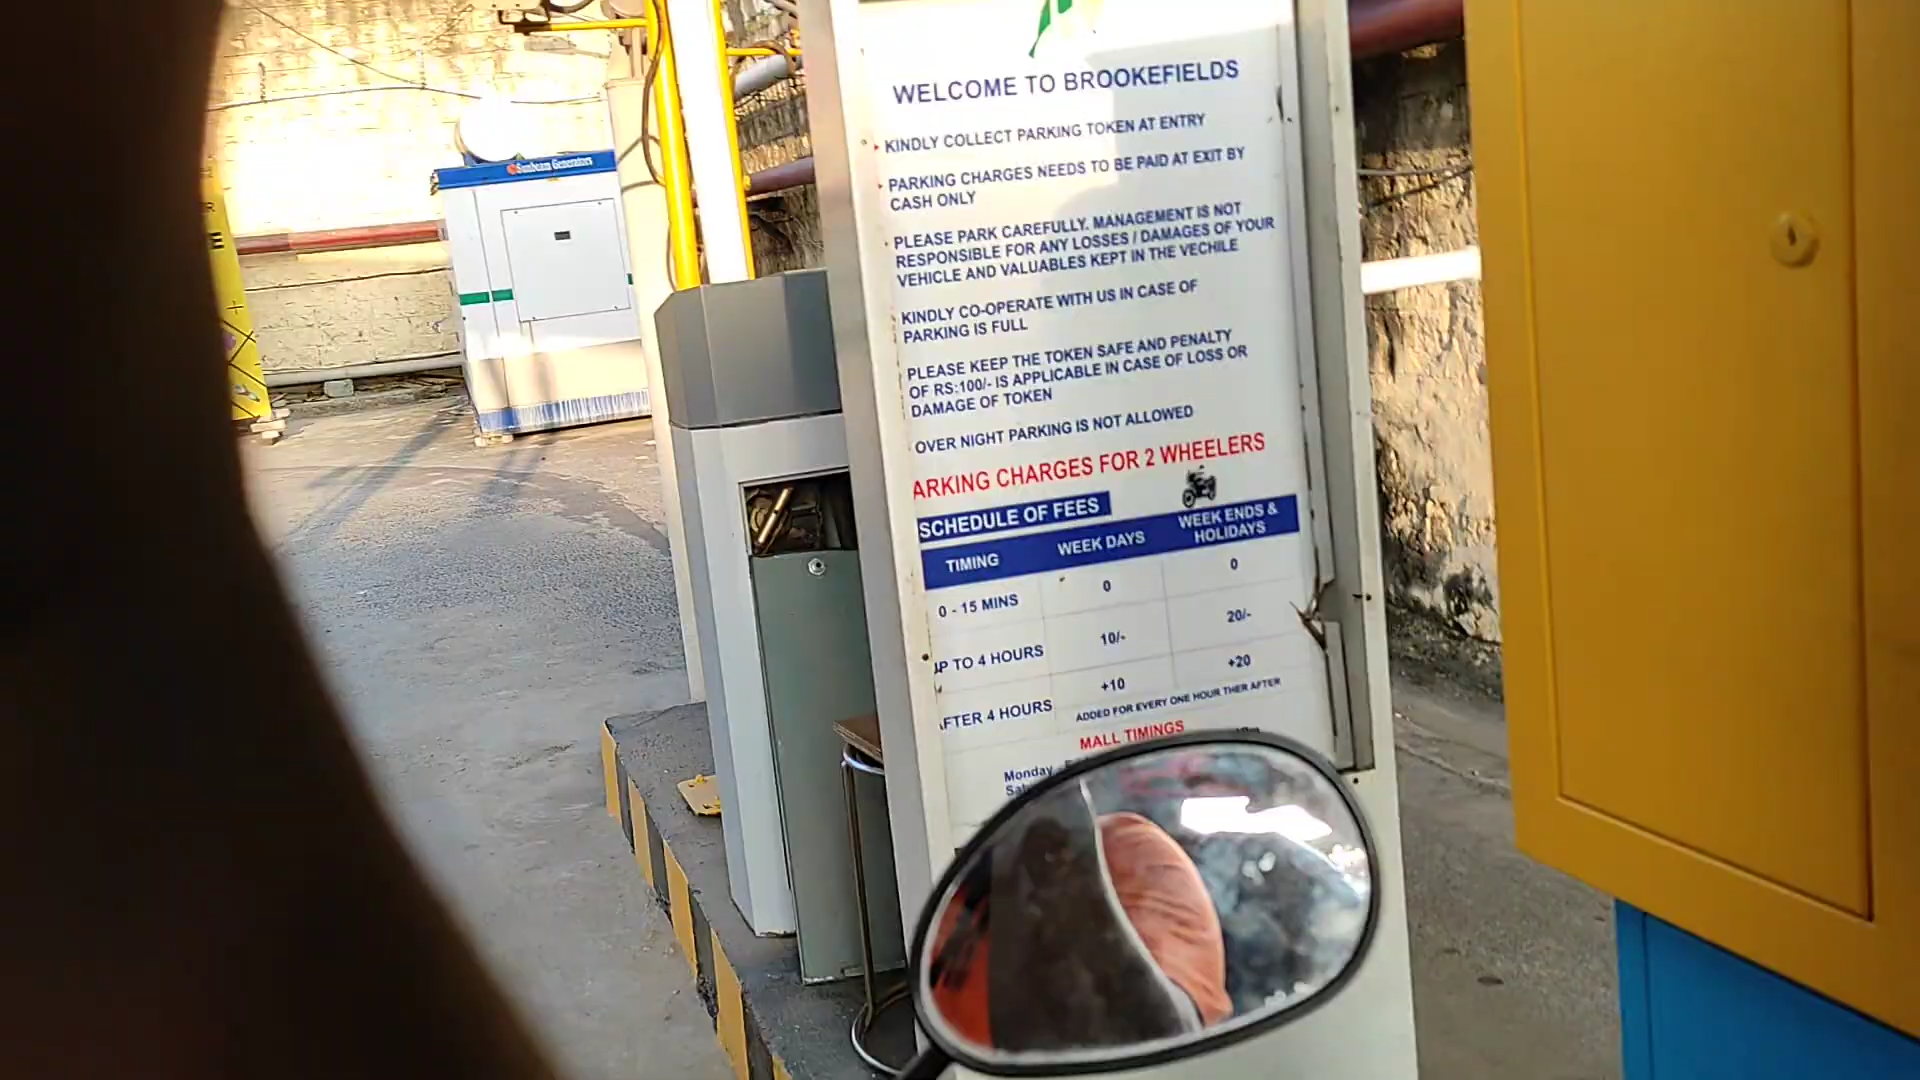 Sunbeam Generators
WELCOME TO BROOKEFIELDS
KINDLY COLLECT PARKING TOKEN AT ENTRY
PARKING CHARGES NEEDS TO BE PAID AT EXIT BY
CASH ONLY
PLEASE PARK CAREFULLY. MANAGEMENT IS NOT
RESPONSIBLE FOR ANY LOSSES / DAMAGES OF YOUR
VEHICLE AND VALUABLES KEPT IN THE VECHILE
KINDLY CO-OPERATE WITH US IN CASE OF
PARKING IS FULL
PLEASE KEEP THE TOKEN SAFE AND PENALTY
OF RS:100/- IS APPLICABLE IN CASE OF LOSS OR
DAMAGE OF TOKEN
OVER NIGHT PARKING IS NOT ALLOWED
ARKING CHARGES FOR 2 WHEELERS
SCHEDULE OF FEES
TIMING WEEK DAYS WEEK ENDS &
HOLIDAYS
0 - 15 MINS 0 0
UP TO 4 HOURS 10/- 20/-
AFTER 4 HOURS +10 +20
ADDED FOR EVERY ONE HOUR THER AFTER
MALL TIMINGS
Monday